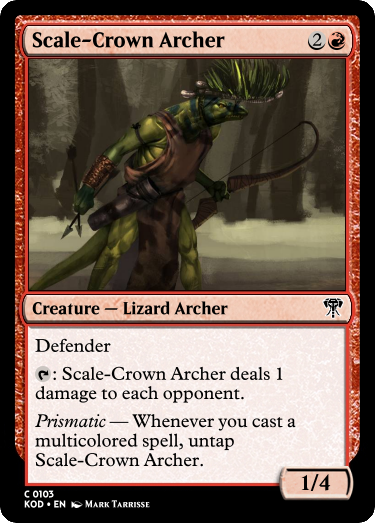 Scale-Crown Archer 2
Creature — Lizard Archer
Defender
: Scale-Crown Archer deals 1
damage to each opponent.
Prismatic — Whenever you cast a
multicolored spell, untap
Scale-Crown Archer.
1/4
C 0103
KOD • EN Mark Tarrisse